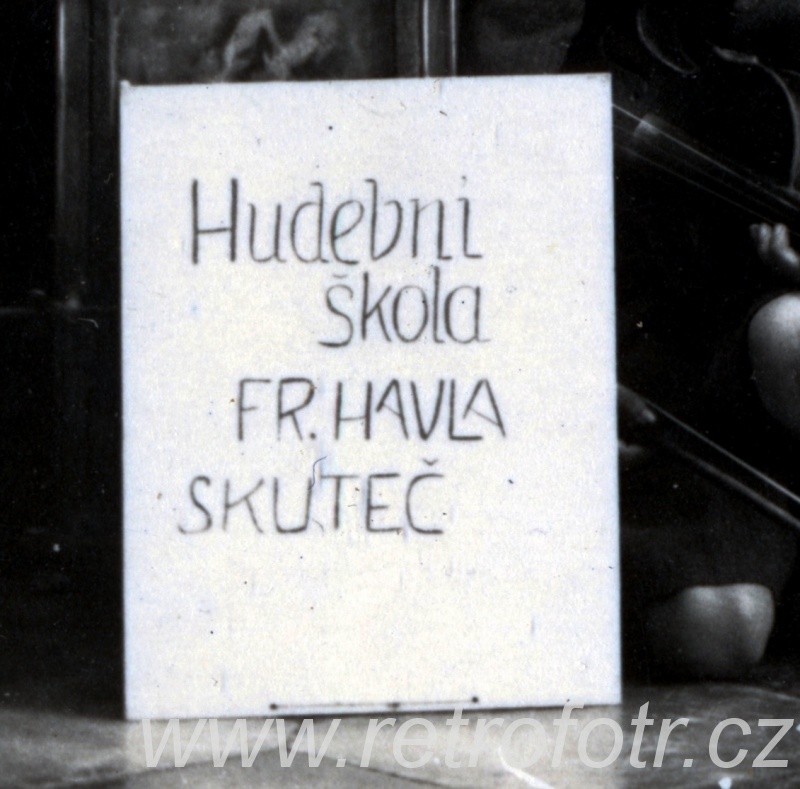 Hudebni
škola
FR. HAVLA
SKUTEČ
www.retrofotr.cz